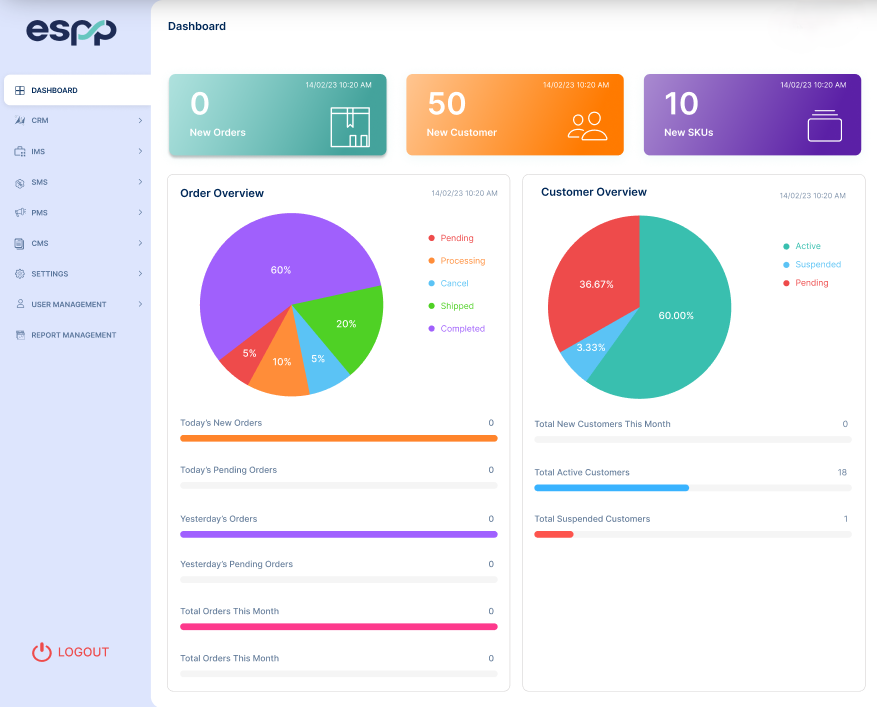 espp
Dashboard
DASHBOARD
CRM
IMS
SMS
PMS
CMS
SETTINGS
USER MANAGEMENT
REPORT MANAGEMENT
LOGOUT
14/02/23 10:20 AM
0
New Orders
14/02/23 10:20 AM
50
New Customer
14/02/23 10:20 AM
10
New SKUs
Order Overview
14/02/23 10:20 AM
60%
20%
5%
10%
5%
Pending
Processing
Cancel
Shipped
Completed
Today's New Orders 0
Today's Pending Orders 0
Yesterday's Orders 0
Yesterday's Pending Orders 0
Total Orders This Month 0
Total Orders This Month 0
Customer Overview
14/02/23 10:20 AM
36.67%
60.00%
3.33%
Active
Suspended
Pending
Total New Customers This Month 0
Total Active Customers 18
Total Suspended Customers 1